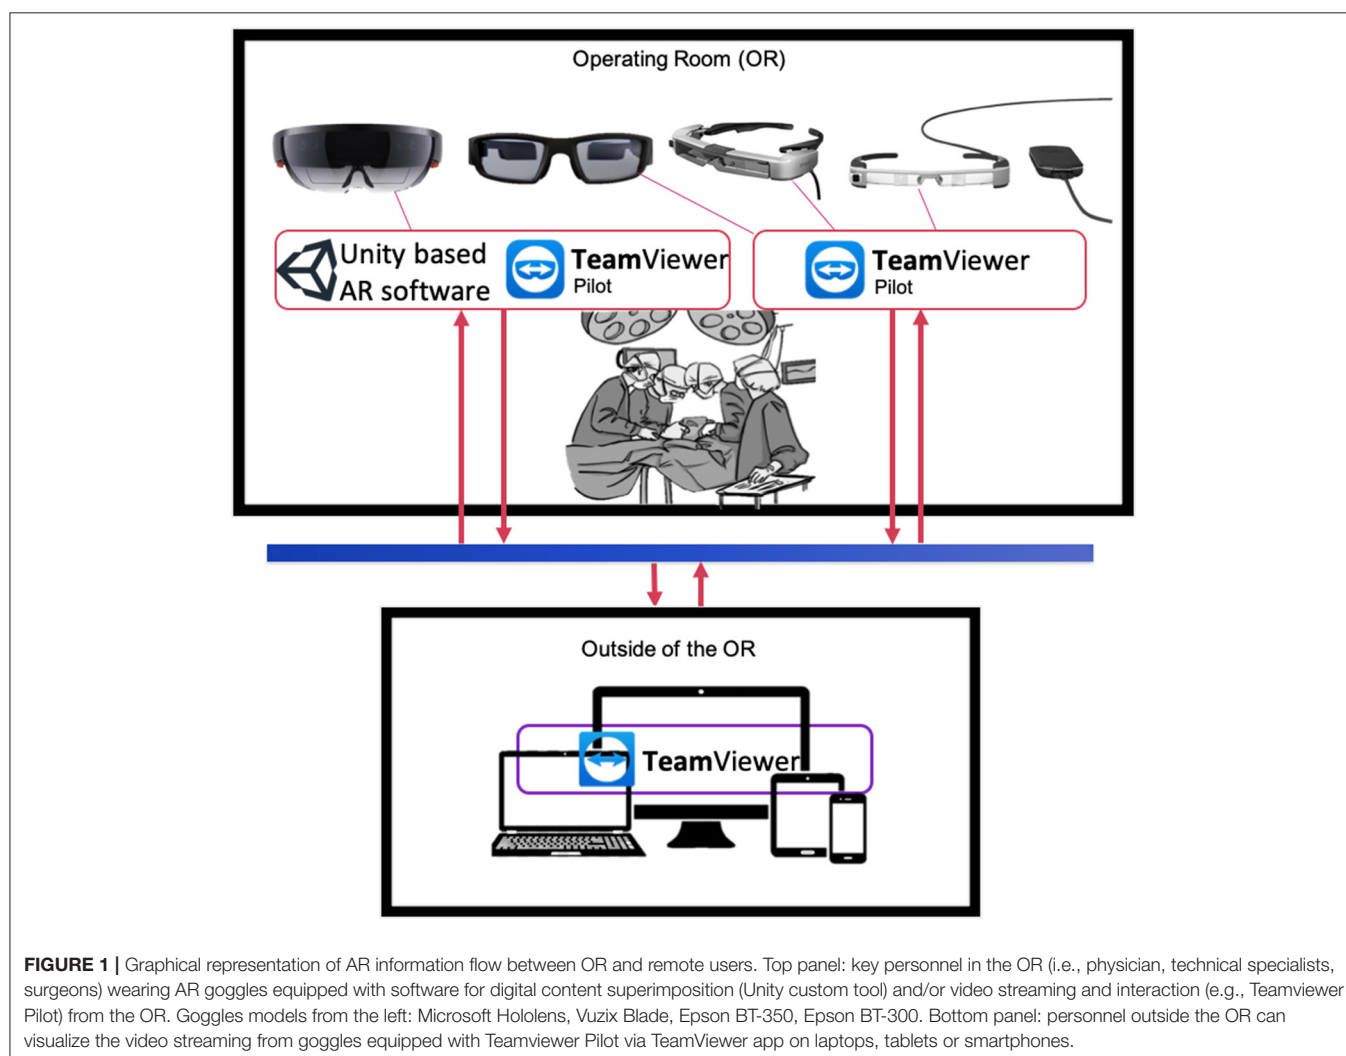 Operating Room (OR)
Unity based
AR software
TeamViewer
Pilot
TeamViewer
Pilot
Outside of the OR
TeamViewer
FIGURE 1 | Graphical representation of AR information flow between OR and remote users. Top panel: key personnel in the OR (i.e., physician, technical specialists,
surgeons) wearing AR goggles equipped with software for digital content superimposition (Unity custom tool) and/or video streaming and interaction (e.g., Teamviewer
Pilot) from the OR. Goggles models from the left: Microsoft Hololens, Vuzix Blade, Epson BT-350, Epson BT-300. Bottom panel: personnel outside the OR can
visualize the video streaming from goggles equipped with Teamviewer Pilot via TeamViewer app on laptops, tablets or smartphones.